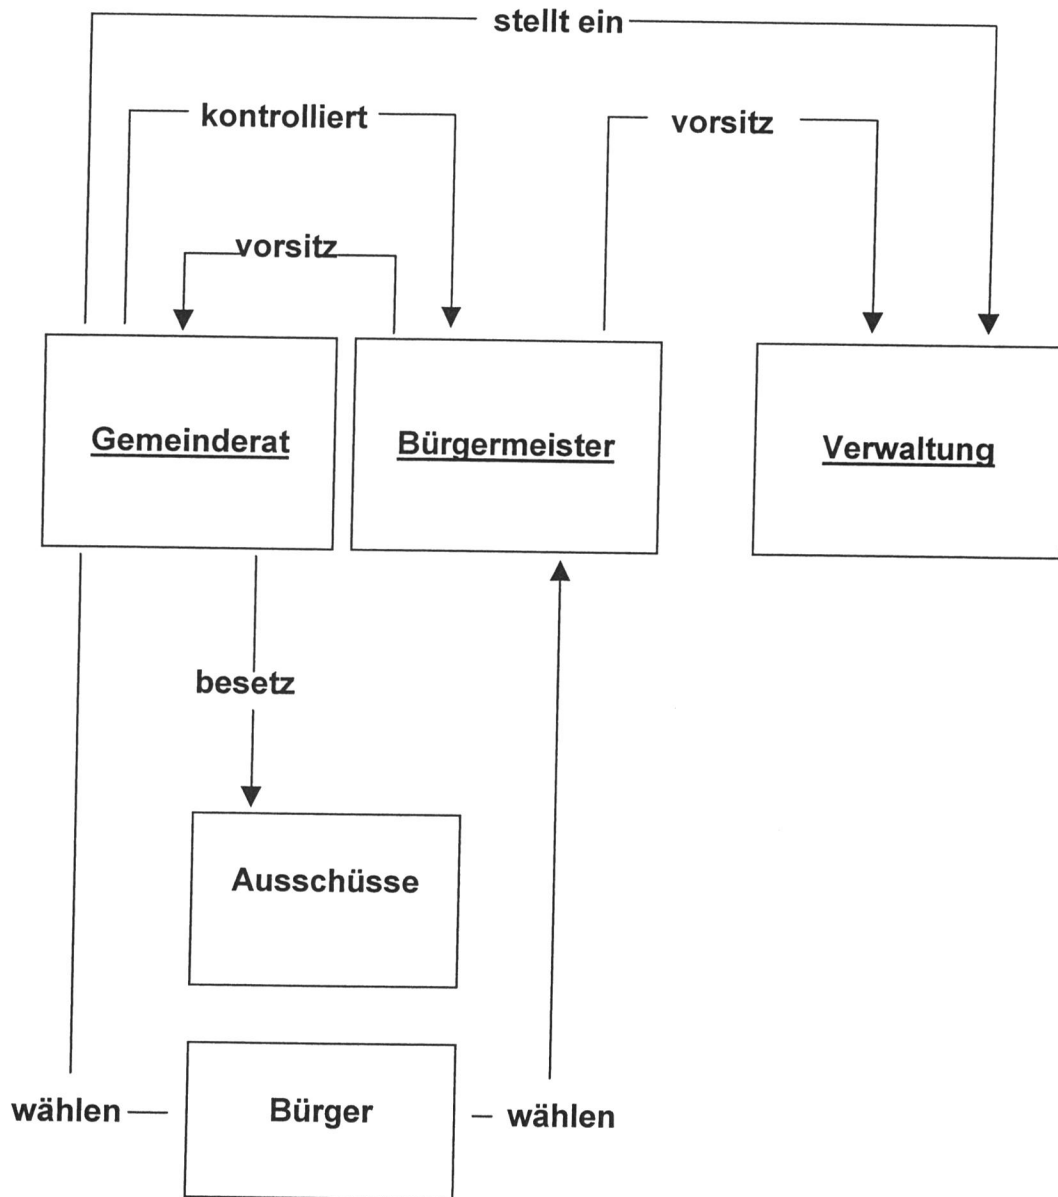 stellt ein
kontrolliert
vorsitz
vorsitz
Gemeinderat
Bürgermeister
Verwaltung
besetz
Ausschüsse
wählen
Bürger
wählen